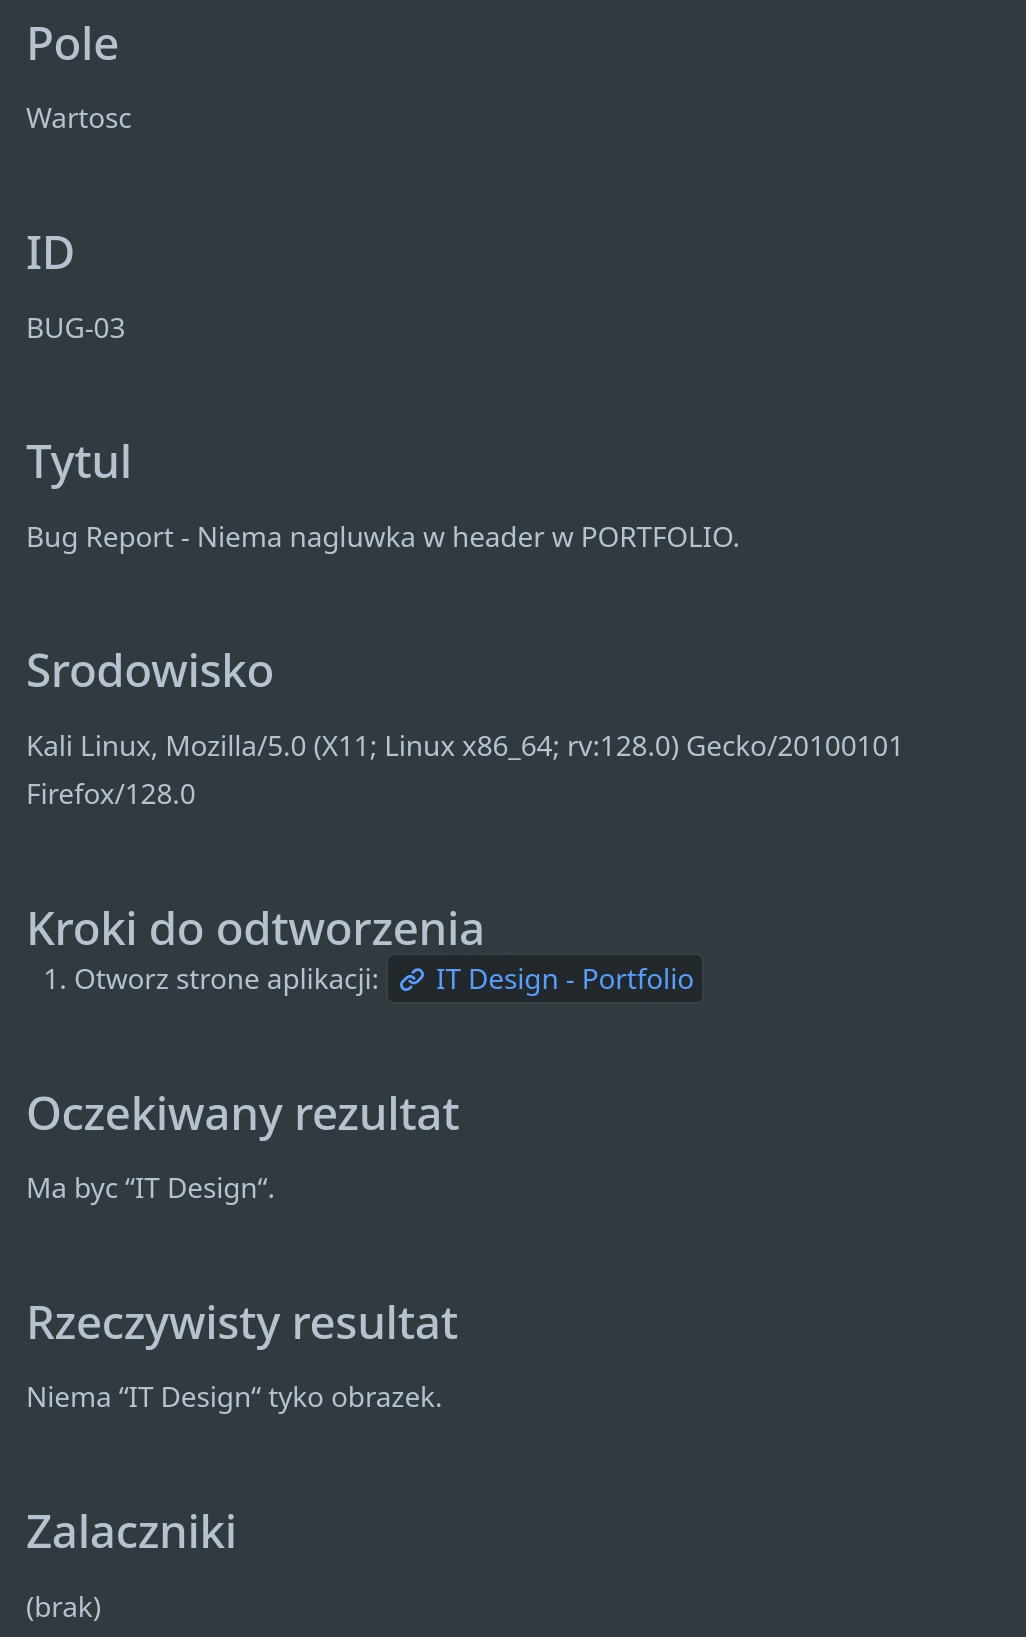 Pole
Wartosc
ID
BUG-03
Tytul
Bug Report - Niema nagluwka w header w PORTFOLIO.
Srodowisko
Kali Linux, Mozilla/5.0 (X11; Linux x86_64; rv:128.0) Gecko/20100101
Firefox/128.0
Kroki do odtworzenia
1. Otworz strone aplikacji: IT Design - Portfolio
Oczekiwany rezultat
Ma byc “IT Design“.
Rzeczywisty resultat
Niema “IT Design“ tyko obrazek.
Zalaczniki
(brak)